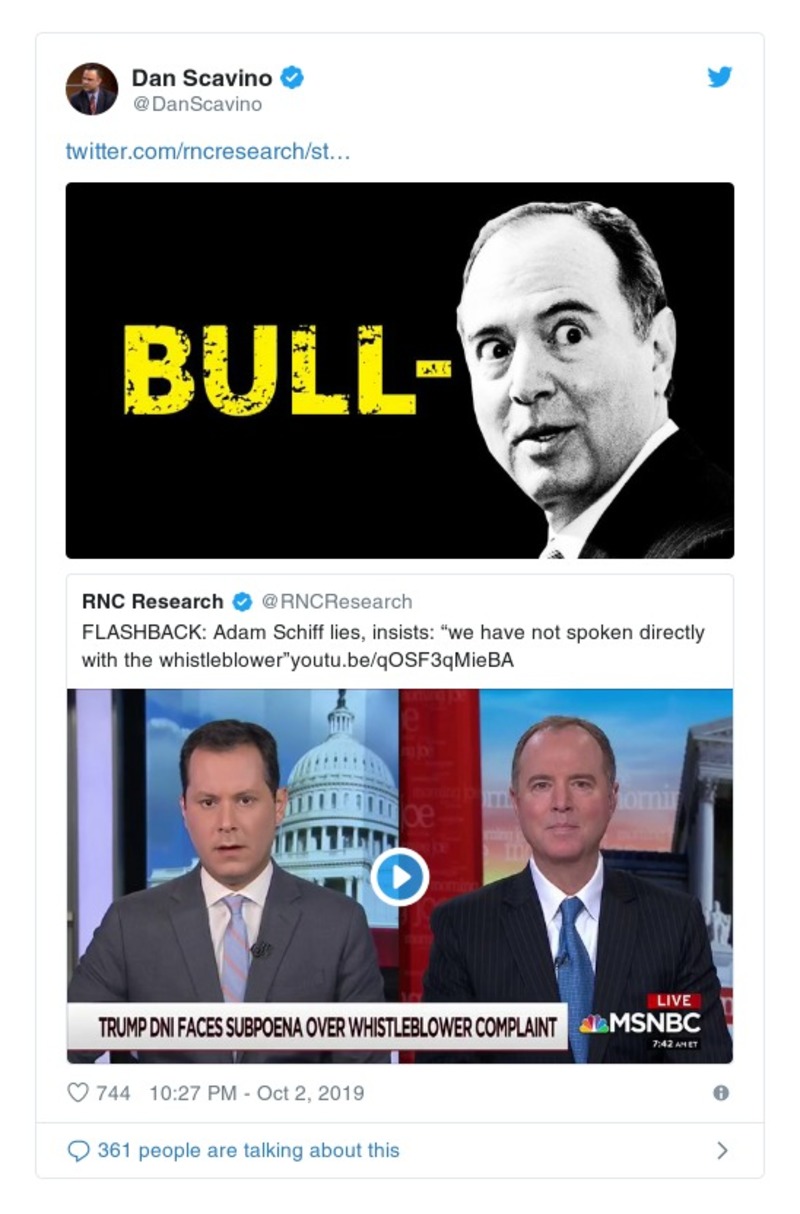 Dan Scavino
@DanScavino
twitter.com/rncresearch/st…
BULL-
RNC Research @RNCResearch
FLASHBACK: Adam Schiff lies, insists: “we have not spoken directly
with the whistleblower”youtu.be/qOSF3qMieBA
TRUMP DNI FACES SUBPOENA OVER WHISTLEBLOWER COMPLAINT
LIVE
MSNBC
7:42 AM ET
744 10:27 PM - Oct 2, 2019
361 people are talking about this